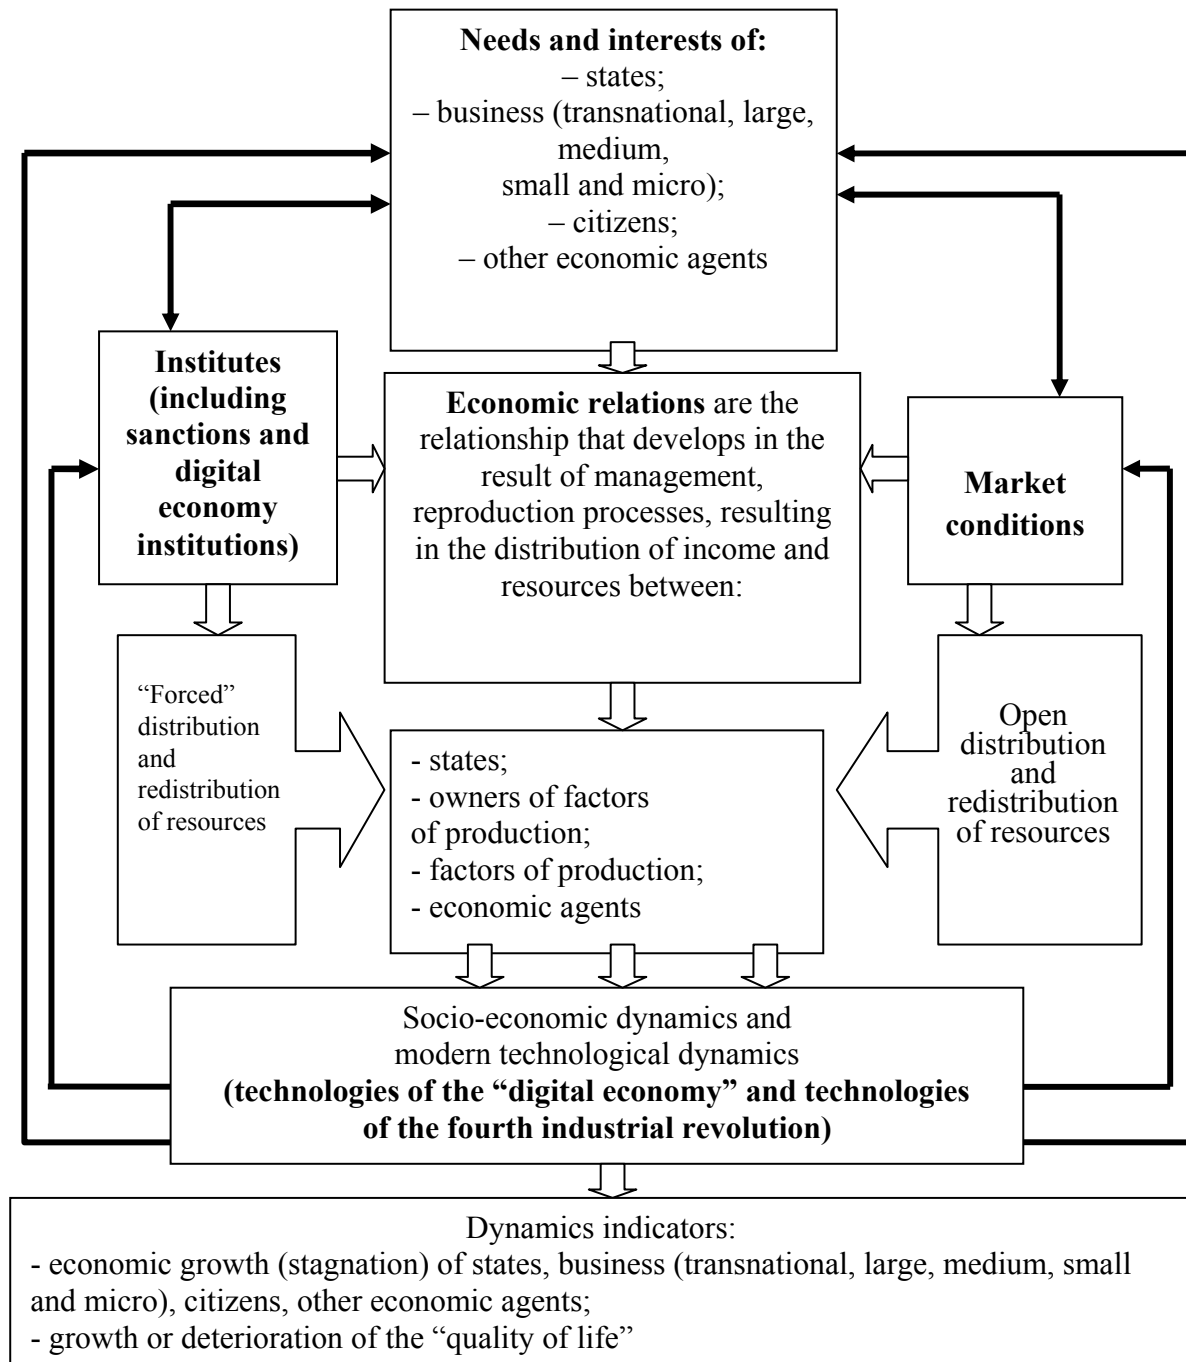 Needs and interests of:
– states;
– business (transnational, large,
medium,
small and micro);
– citizens;
– other economic agents
Institutes
(including
sanctions and
digital
economy
institutions)
Economic relations are the
relationship that develops in the
result of management,
reproduction processes, resulting
in the distribution of income and
resources between:
Market
conditions
“Forced”
distribution
and
redistribution
of resources
- states;
- owners of factors
of production;
- factors of production;
- economic agents
Open
distribution
and
redistribution
of resources
Socio-economic dynamics and
modern technological dynamics
(technologies of the “digital economy” and technologies
of the fourth industrial revolution)
Dynamics indicators:
- economic growth (stagnation) of states, business (transnational, large, medium, small
and micro), citizens, other economic agents;
- growth or deterioration of the “quality of life”